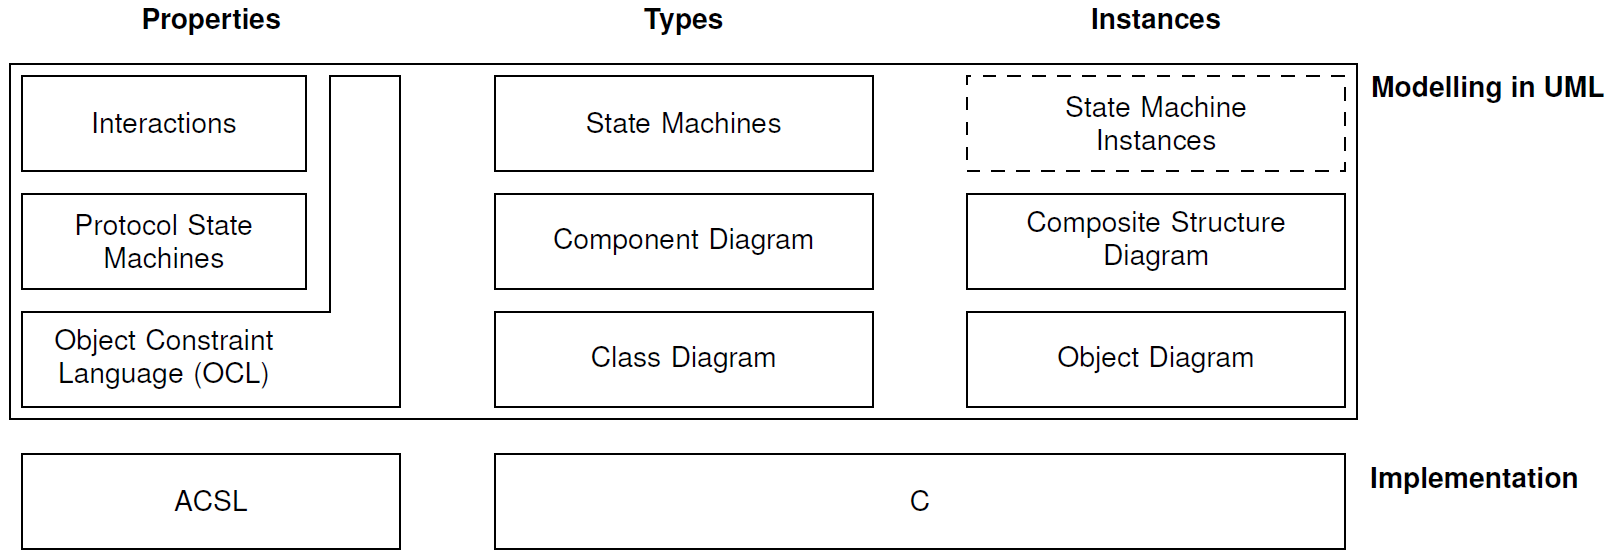 Properties
Types
Instances
Modelling in UML
Interactions
State Machines
State Machine
Instances
Protocol State
Machines
Component Diagram
Composite Structure
Diagram
Object Constraint
Language (OCL)
Class Diagram
Object Diagram
Implementation
ACSL
C